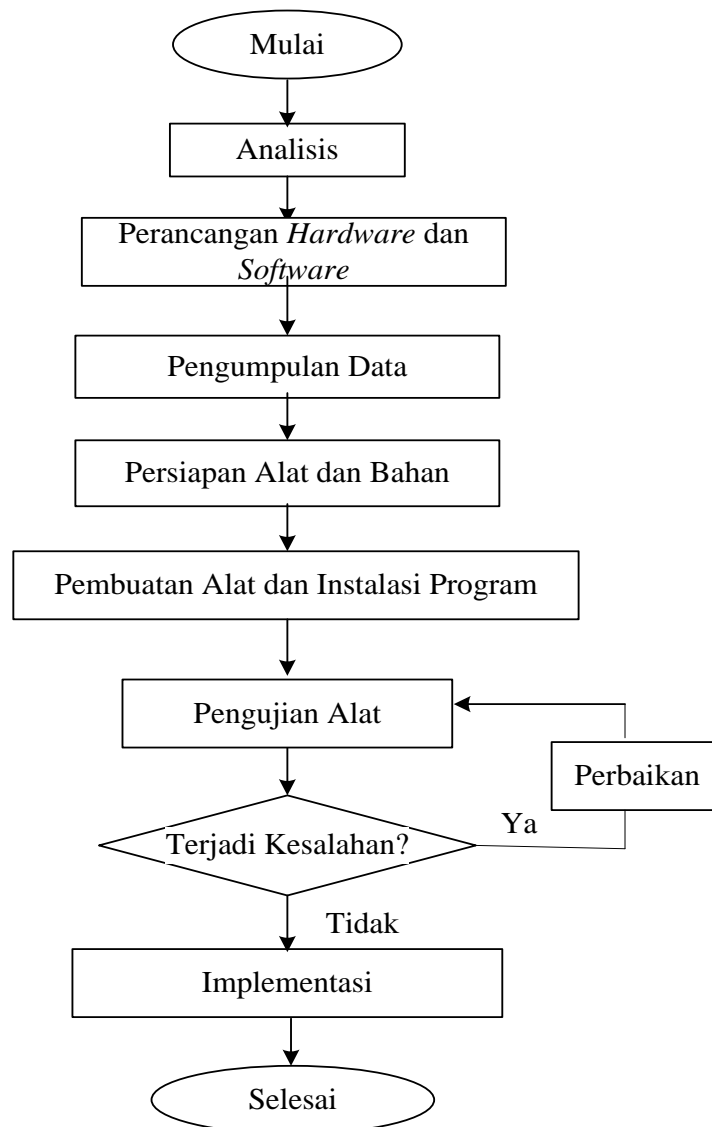 Mulai
Analisis
Perancangan Hardware dan
Software
Pengumpulan Data
Persiapan Alat dan Bahan
Pembuatan Alat dan Instalasi Program
Pengujian Alat
Perbaikan
Terjadi Kesalahan?
Ya
Tidak
Implementasi
Selesai